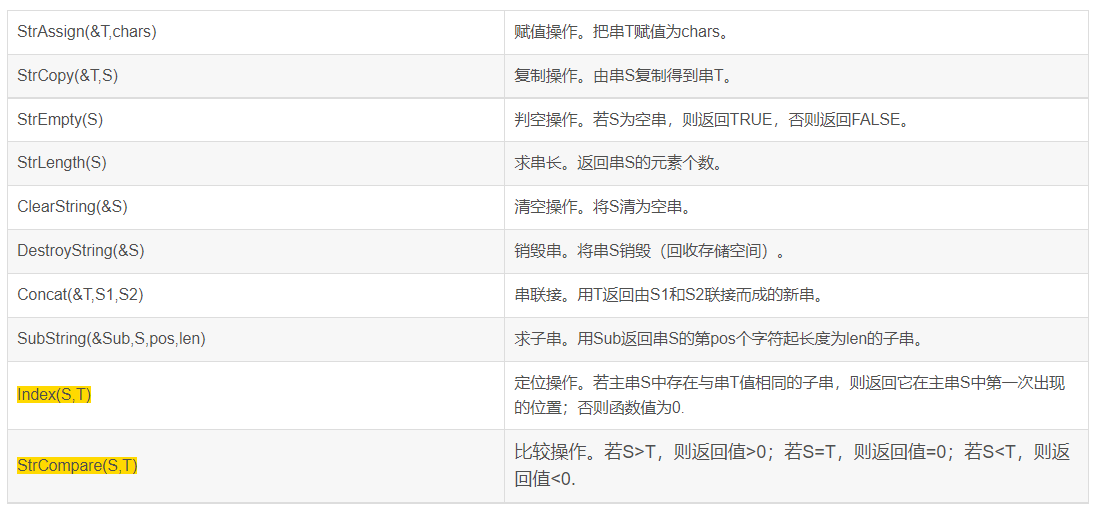 StrAssign(&T,chars)
赋值操作。把串T赋值为chars。
StrCopy(&T,S)
复制操作。由串S复制得到串T。
StrEmpty(S)
判空操作。若S为空串，则返回TRUE，否则返回FALSE。
StrLength(S)
求串长。返回串S的元素个数。
ClearString(&S)
清空操作。将S清为空串。
DestroyString(&S)
销毁串。将串S销毁（回收存储空间）。
Concat(&T,S1,S2)
串联接。用T返回由S1和S2联接而成的新串。
SubString(&Sub,S,pos,len)
求子串。用Sub返回串S的第pos个字符起长度为len的子串。
Index(S,T)
定位操作。若主串S中存在与串T值相同的子串，则返回它在主串S中第一次出现
的位置；否则函数值为0.
StrCompare(S,T)
比较操作。若S>T，则返回值>0；若S=T，则返回值=0；若S<T，则返
回值<0.